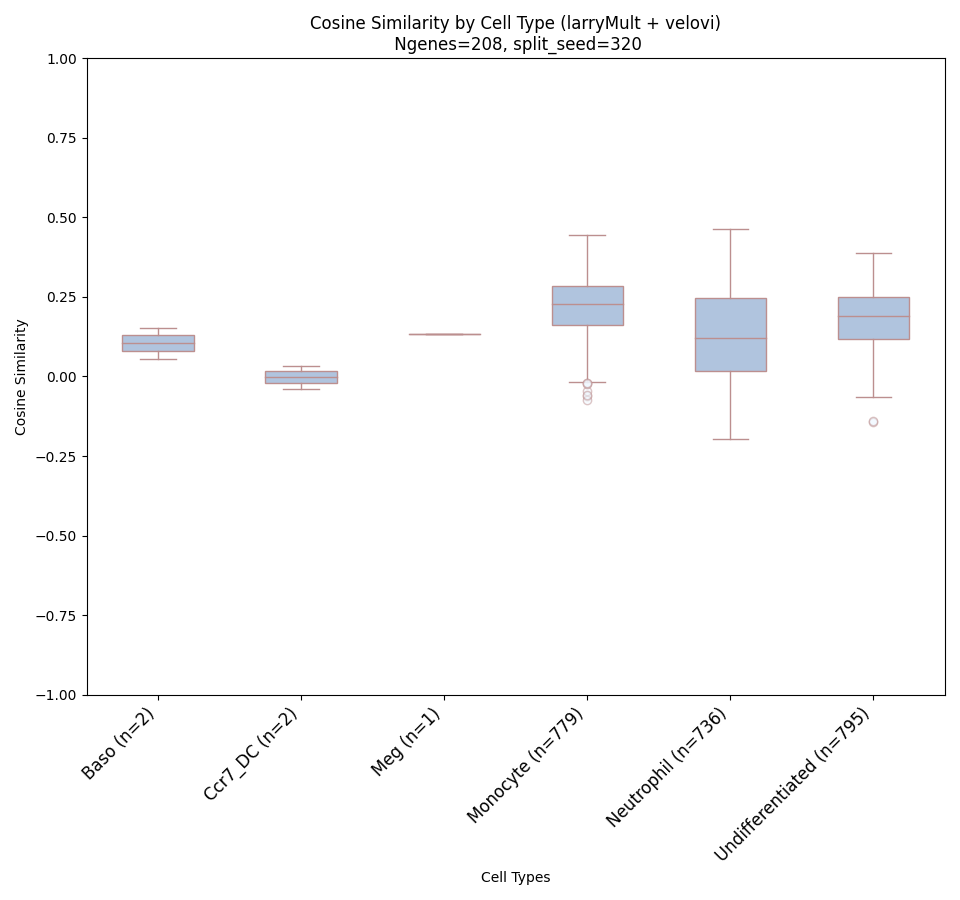 Cosine Similarity by Cell Type (larryMult + velovi)
Ngenes=208, split_seed=320
Cosine Similarity
1.00
0.75
0.50
0.25
0.00
−0.25
−0.50
−0.75
−1.00
Baso (n=2)
Ccr7_DC (n=2)
Meg (n=1)
Monocyte (n=779)
Neutrophil (n=736)
Undifferentiated (n=795)
Cell Types